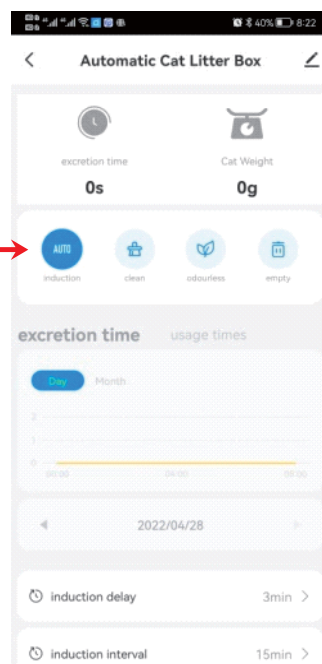 40% 8:22
Automatic Cat Litter Box
excretion time Cat Weight
0s 0g
AUTO
induction clean odourless empty
excretion time usage times
Day Month
2
1
0
00:00 04:00
2022/04/28
induction delay 3min
induction interval 15min